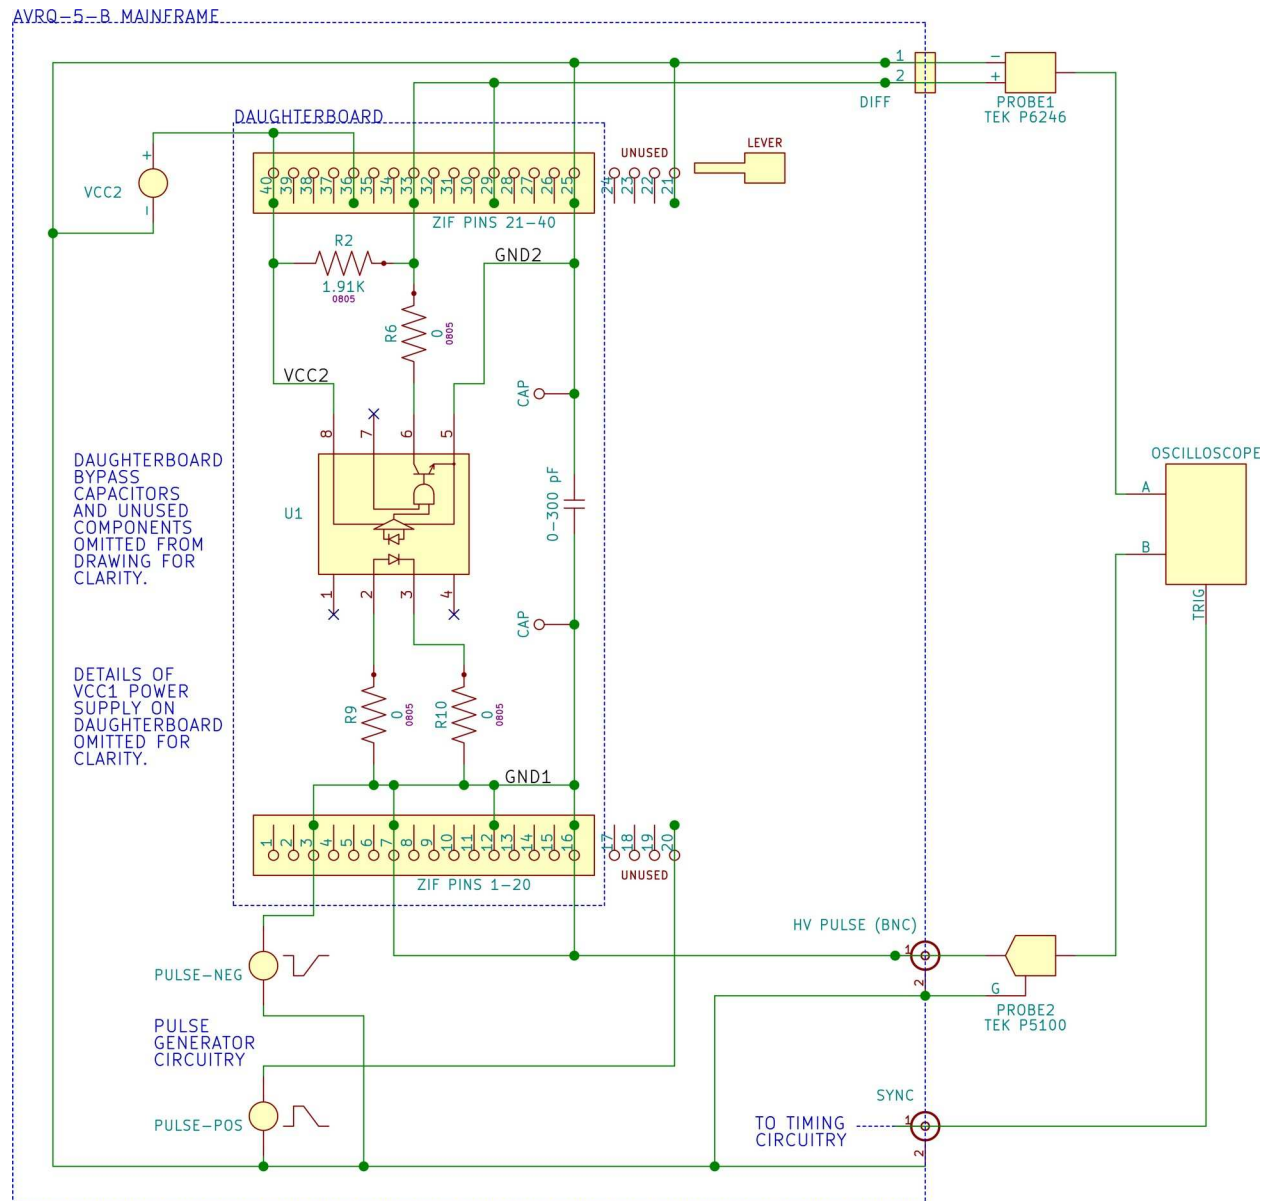 AVRQ-5-B MAINFRAME
1
2
DIFF
-
+
PROBE1
TEK P6246
DAUGHTERBOARD
UNUSED
LEVER
+
VCC2
-
40 39 38 37 36 35 34 33 32 31 30 29 28 27 26 25 24 23 22 21
ZIF PINS 21-40
R2
1.91K
0805
GND2
R6
0
0805
VCC2
CAP
8 7 6 5
DAUGHTERBOARD
BYPASS
CAPACITORS
AND UNUSED
COMPONENTS
OMITTED FROM
DRAWING FOR
CLARITY.
U1
0-300 pF
OSCILLOSCOPE
A
B
TRIG
1 2 3 4
CAP
DETAILS OF
VCC1 POWER
SUPPLY ON
DAUGHTERBOARD
OMITTED FOR
CLARITY.
R9
0
0805
R10
0
0805
GND1
1 2 3 4 5 6 7 8 9 10 11 12 13 14 15 16 17 18 19 20
ZIF PINS 1-20
UNUSED
HV PULSE (BNC)
1
2
G
PROBE2
TEK P5100
PULSE-NEG
PULSE
GENERATOR
CIRCUITRY
PULSE-POS
SYNC
TO TIMING
CIRCUITRY
1
2